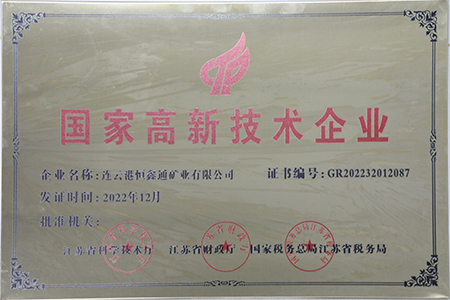 国家高新技术企业
企业名称:连云港恒鑫通矿业有限公司 证书编号:GR202232012087
发证时间:2022年12月
批准机关:
江苏省科学技术厅 江苏省财政厅 国家税务总局江苏省税务局